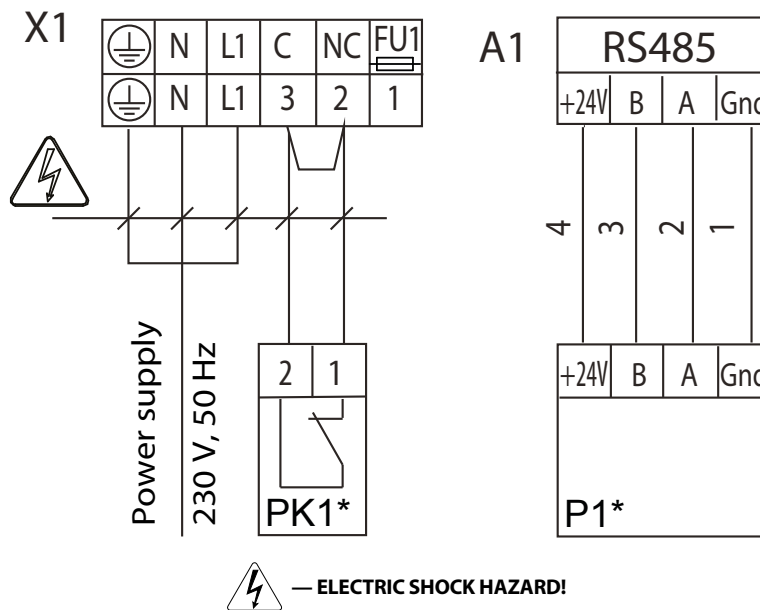 X1
N L1 C NC FU1
N L1 3 2 1
Power supply
230 V, 50 Hz
2 1
PK1*
A1
RS485
+24V B A
4 3 2 1
+24V B A
P1*
— ELECTRIC SHOCK HAZARD!